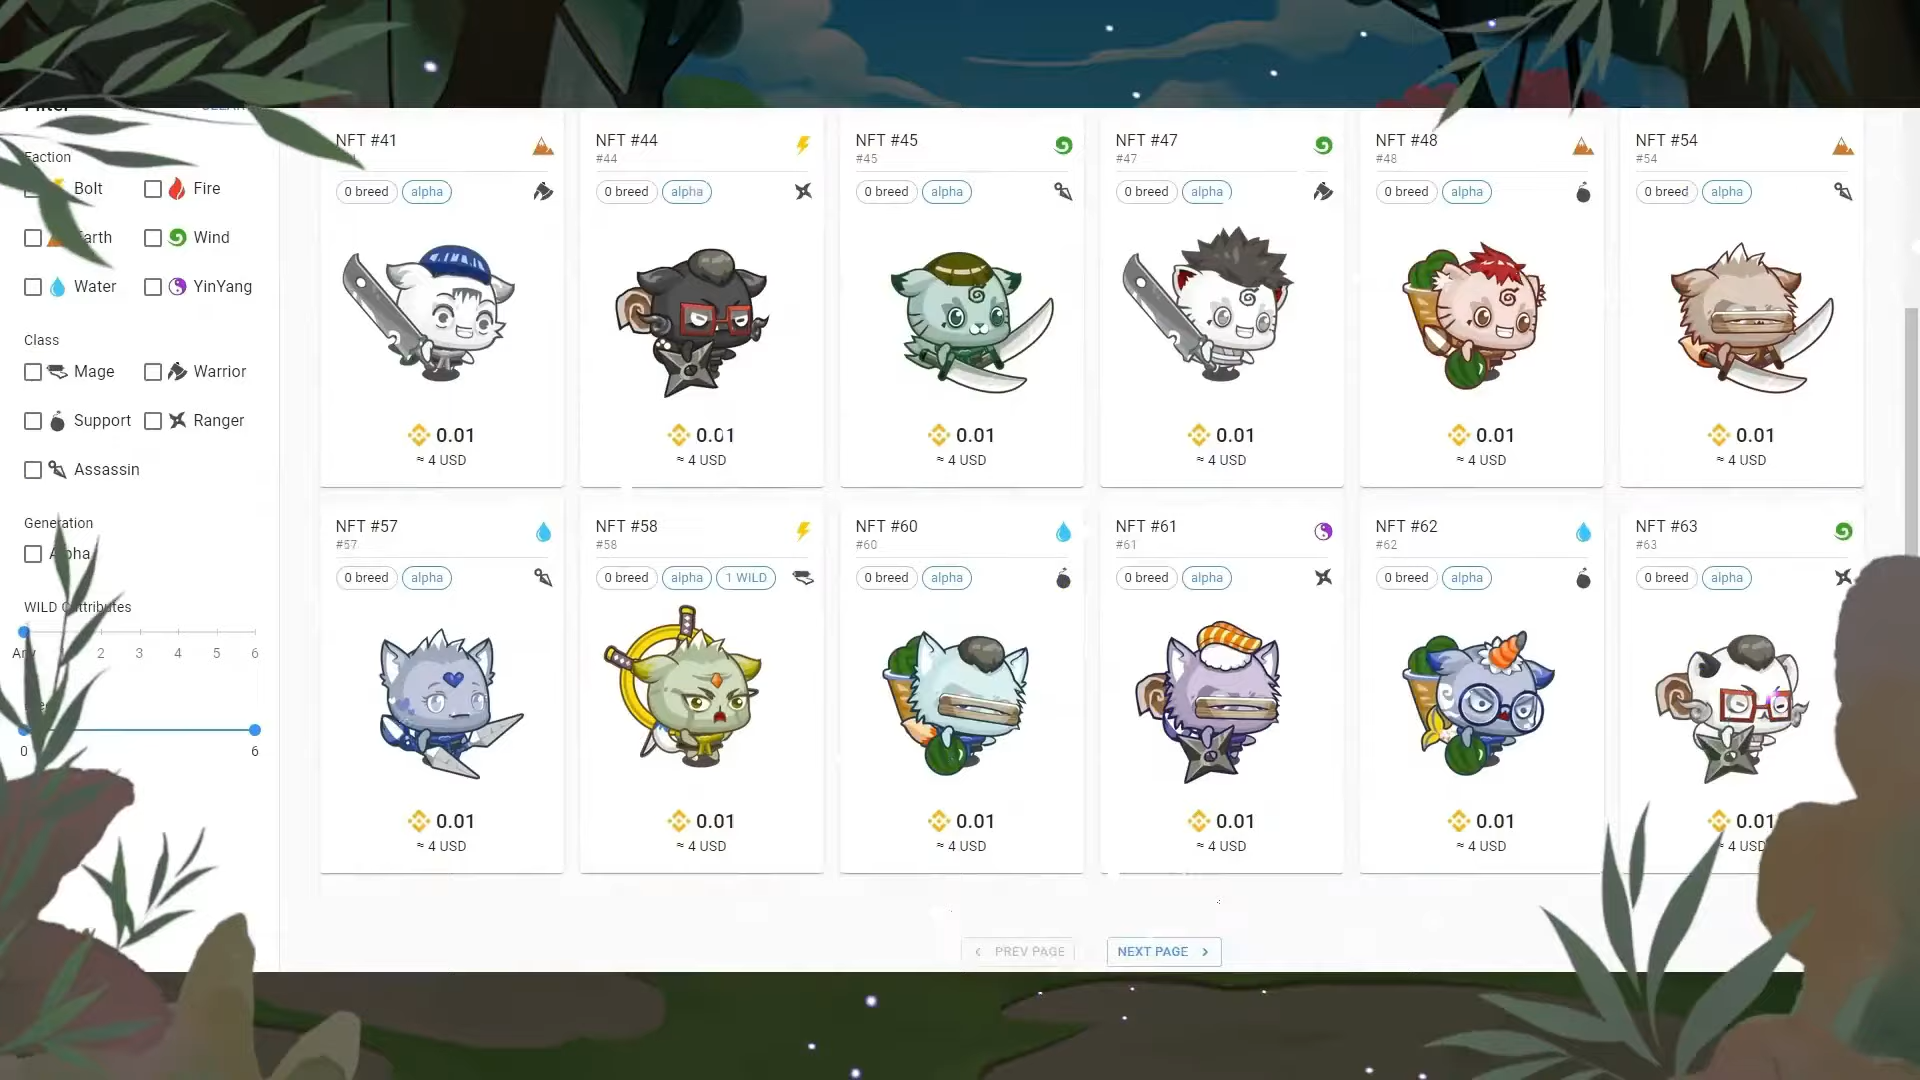 Faction
Bolt
Fire
Earth
Wind
Water
YinYang
Class
Mage
Warrior
Support
Ranger
Assassin
Generation
Alpha
WILD Attributes
Any 2 3 4 5 6
0 6
NFT #41
0 breed alpha
0.01
≈ 4 USD
NFT #44
#44
0 breed alpha
0.01
≈ 4 USD
NFT #45
#45
0 breed alpha
0.01
≈ 4 USD
NFT #47
#47
0 breed alpha
0.01
≈ 4 USD
NFT #48
#48
0 breed alpha
0.01
≈ 4 USD
NFT #54
#54
0 breed alpha
0.01
≈ 4 USD
NFT #57
#57
0 breed alpha
0.01
≈ 4 USD
NFT #58
#58
0 breed alpha 1 WILD
0.01
≈ 4 USD
NFT #60
#60
0 breed alpha
0.01
≈ 4 USD
NFT #61
#61
0 breed alpha
0.01
≈ 4 USD
NFT #62
#62
0 breed alpha
0.01
≈ 4 USD
NFT #63
#63
0 breed alpha
0.01
≈ 4 USD
PREV PAGE
NEXT PAGE